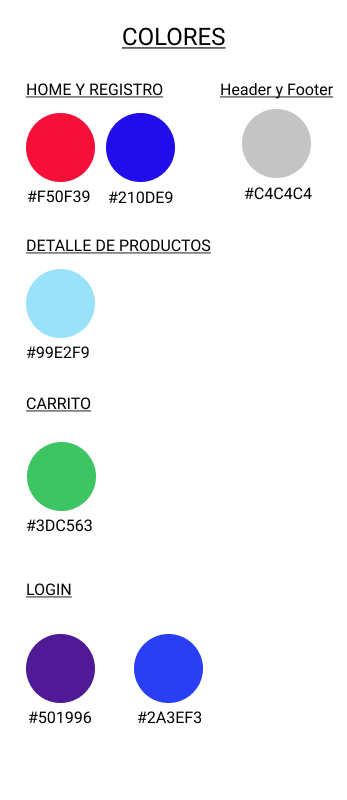 COLORES
HOME Y REGISTRO
Header y Footer
#F50F39
#210DE9
#C4C4C4
DETALLE DE PRODUCTOS
#99E2F9
CARRITO
#3DC563
LOGIN
#501996
#2A3EF3